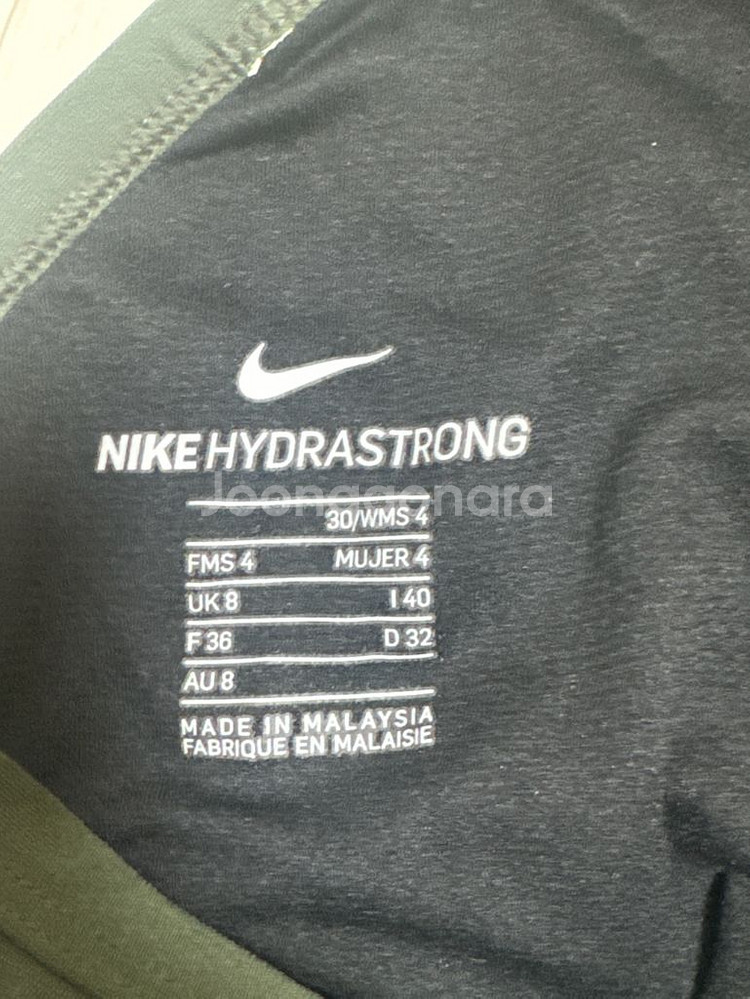 NIKE HYDRASTRONG
Joonggonara
30/WMS 4
FMS 4 MUJER 4
UK 8 I 40
F 36 D 32
AU 8
MADE IN MALAYSIA
FABRIQUE EN MALAISIE